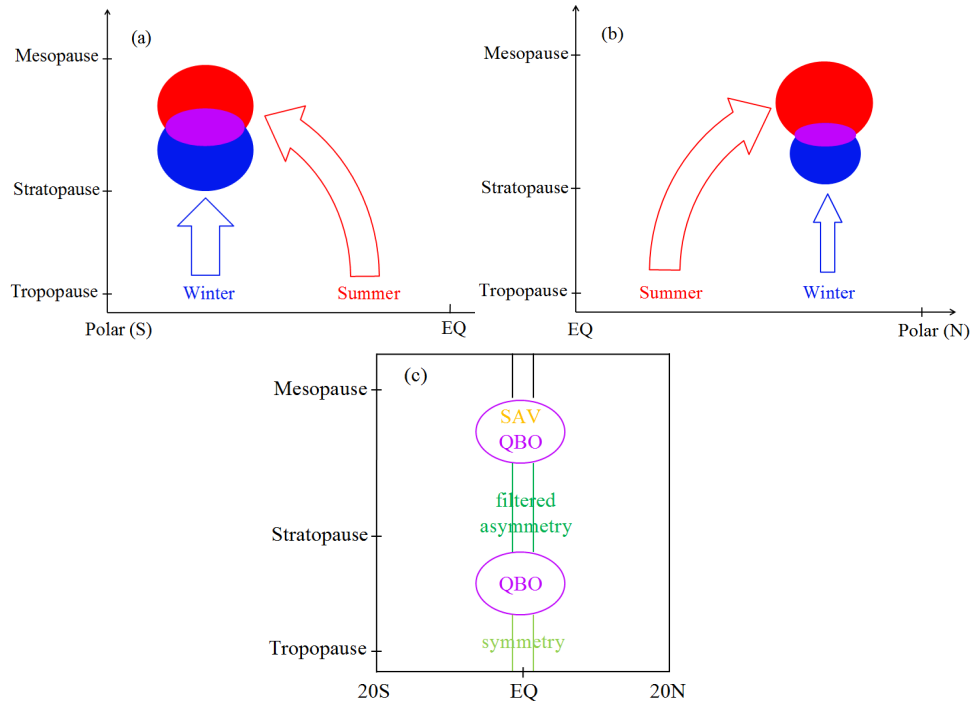 (a)
Mesopause
Stratopause
Tropopause
Winter
Summer
Polar (S)
EQ
(b)
Mesopause
Stratopause
Tropopause
Summer
Winter
EQ
Polar (N)
(c)
Mesopause
SAV
QBO
filtered
asymmetry
Stratopause
QBO
symmetry
Tropopause
20S
EQ
20N